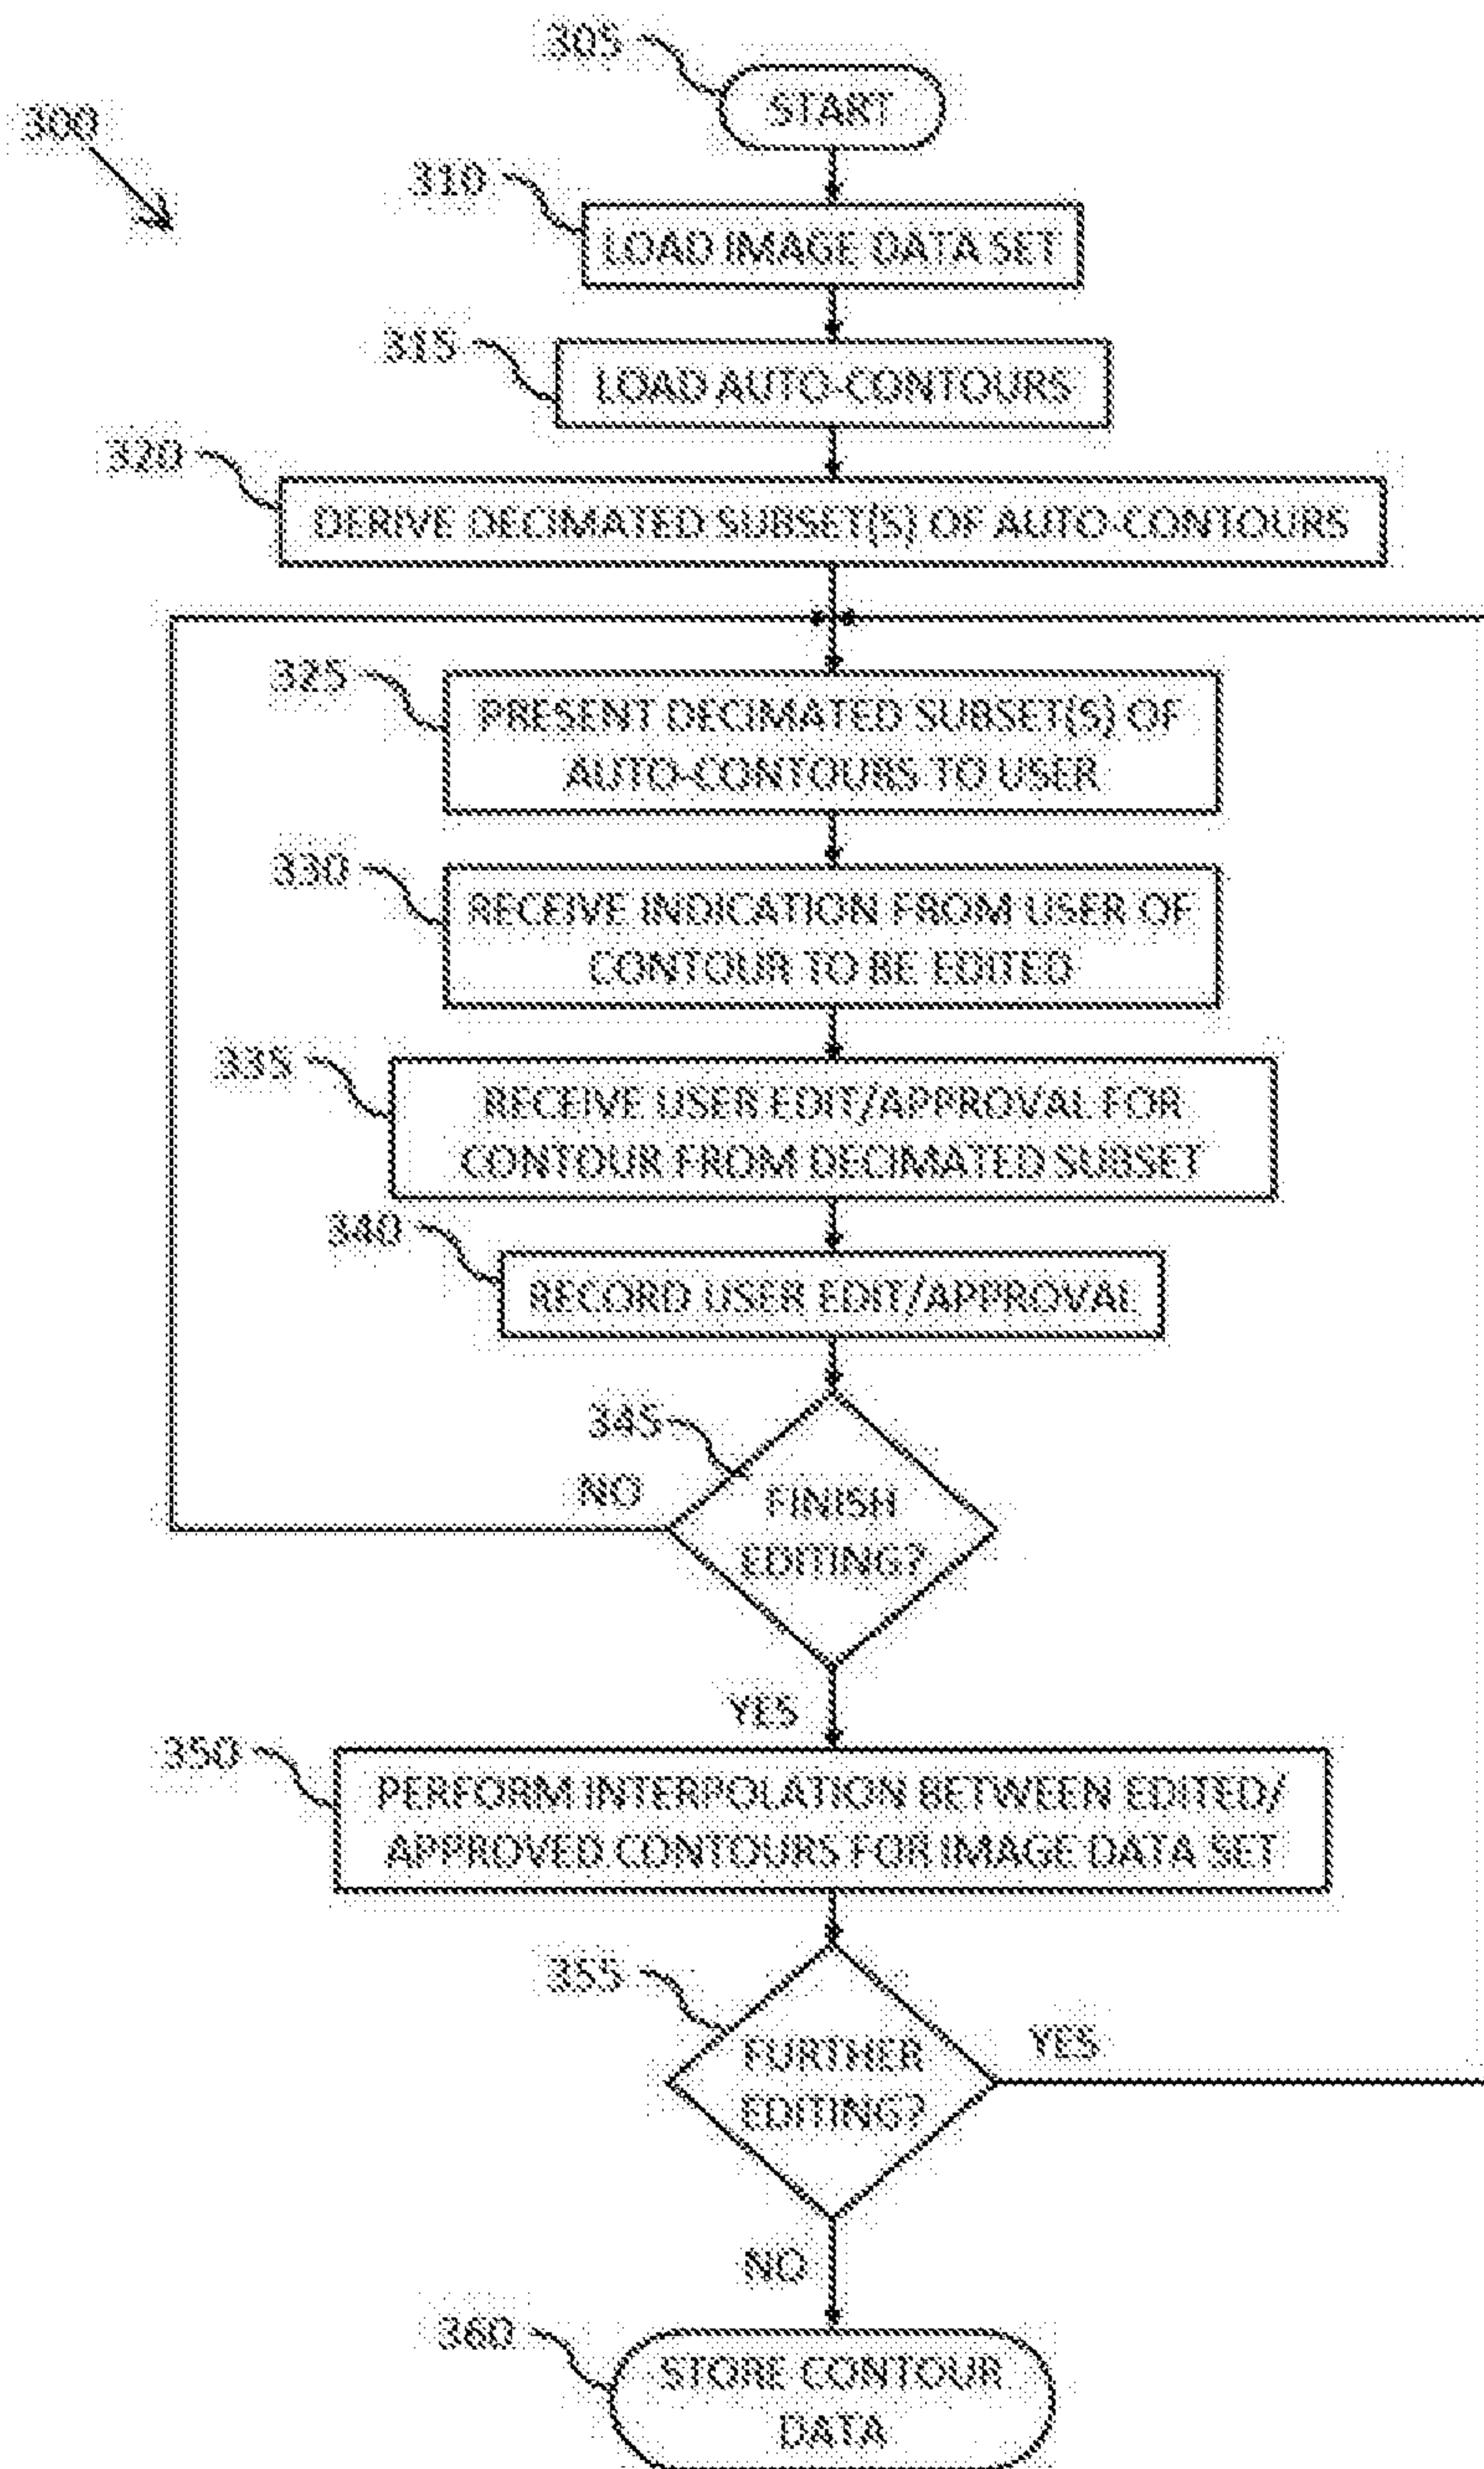 305
START
300
310
LOAD IMAGE DATA SET
315
LOAD AUTO-CONTOURS
320
DERIVE DECIMATED SUBSET(S) OF AUTO-CONTOURS
325
PRESENT DECIMATED SUBSET(S) OF
AUTO-CONTOURS TO USER
330
RECEIVE INDICATION FROM USER OF
CONTOUR TO BE EDITED
335
RECEIVE USER EDIT/APPROVAL FOR
CONTOUR FROM DECIMATED SUBSET
340
RECORD USER EDIT/APPROVAL
345
NO
FINISH
EDITING?
YES
350
PERFORM INTERPOLATION BETWEEN EDITED/
APPROVED CONTOURS FOR IMAGE DATA SET
355
FURTHER
EDITING?
YES
NO
360
STORE CONTOUR
DATA